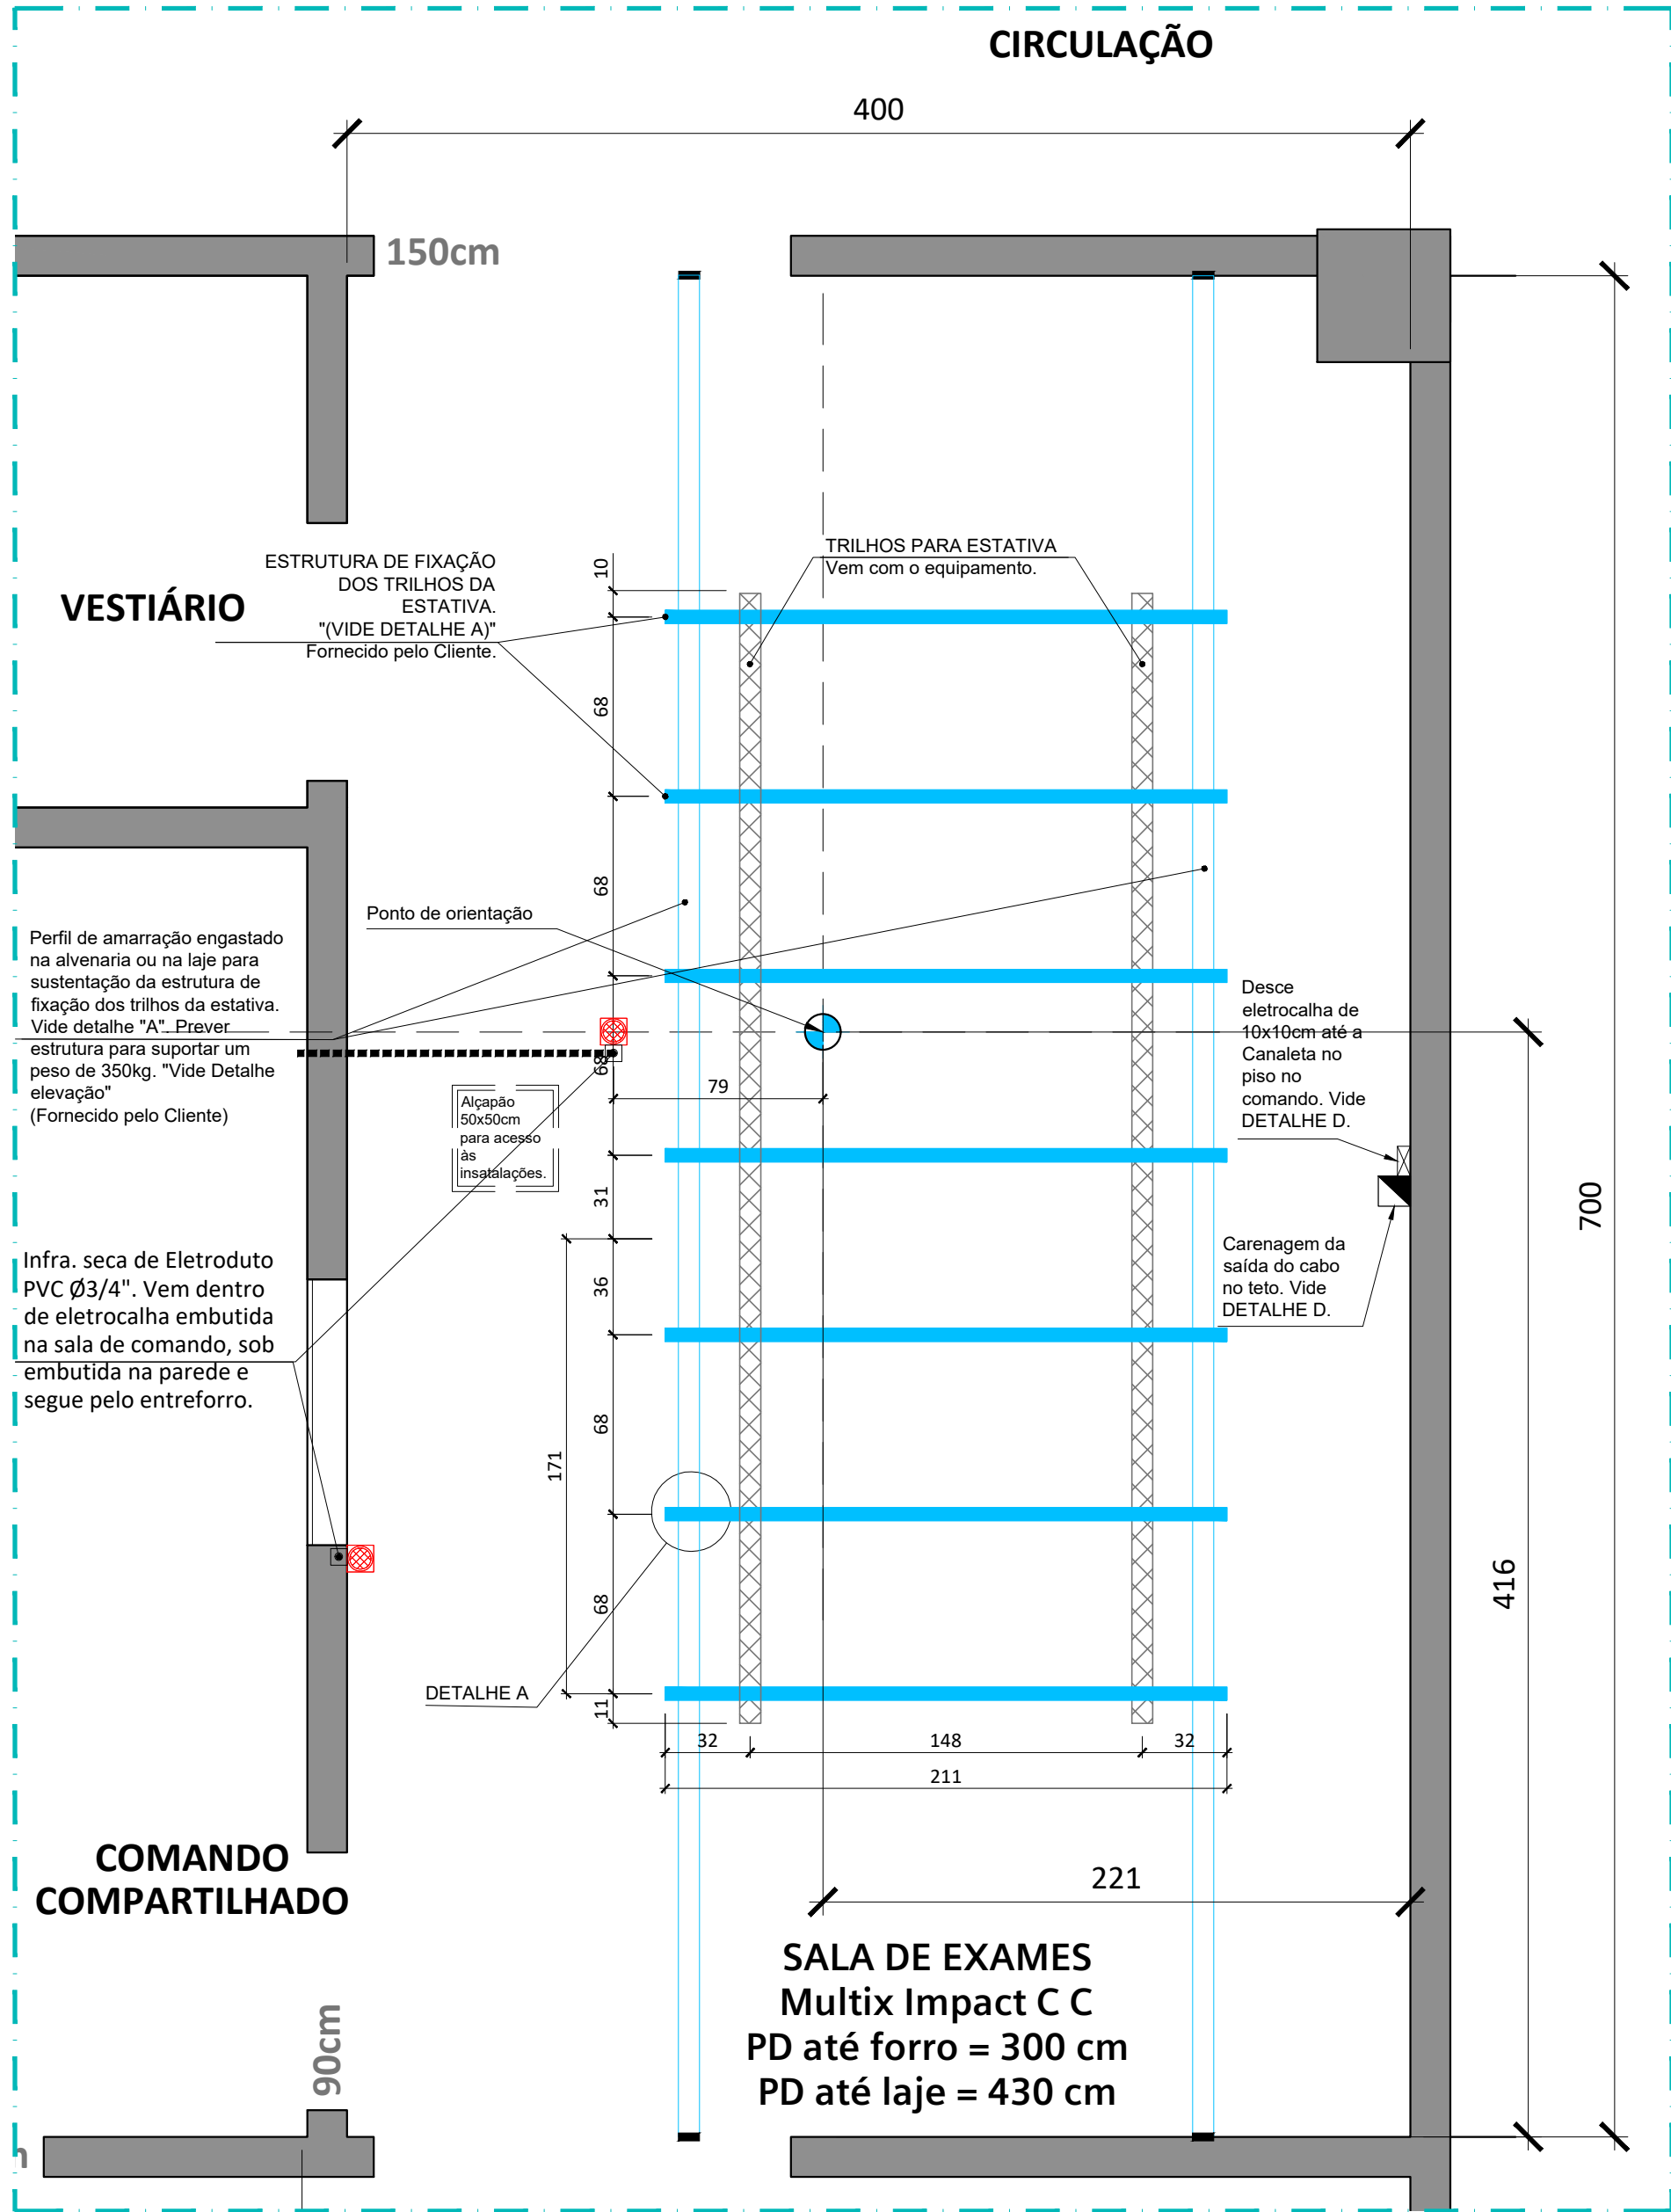 CIRCULAÇÃO
400
150cm
ESTRUTURA DE FIXAÇÃO
DOS TRILHOS DA
ESTATIVA.
"(VIDE DETALHE A)"
Fornecido pelo Cliente.
10
TRILHOS PARA ESTATIVA
Vem com o equipamento.
VESTIÁRIO
68
68
Ponto de orientação
Perfil de amarração engastado
na alvenaria ou na laje para
sustentação da estrutura de
fixação dos trilhos da estativa.
Vide detalhe "A". Prever
estrutura para suportar um
peso de 350kg. "Vide Detalhe
elevação"
(Fornecido pelo Cliente)
68
79
Desce
eletrocalha de
10x10cm até a
Canaleta no
piso no
comando. Vide
DETALHE D.
Alçapão
50x50cm
para acesso
às
insatalações.
31
700
Carenagem da
saída do cabo
no teto. Vide
DETALHE D.
Infra. seca de Eletroduto
PVC Ø3/4". Vem dentro
de eletrocalha embutida
na sala de comando, sob
embutida na parede e
segue pelo entreforro.
36
68
171
416
68
DETALHE A
11
32
148
32
211
COMANDO
COMPARTILHADO
221
SALA DE EXAMES
Multix Impact C C
PD até forro = 300 cm
PD até laje = 430 cm
90cm